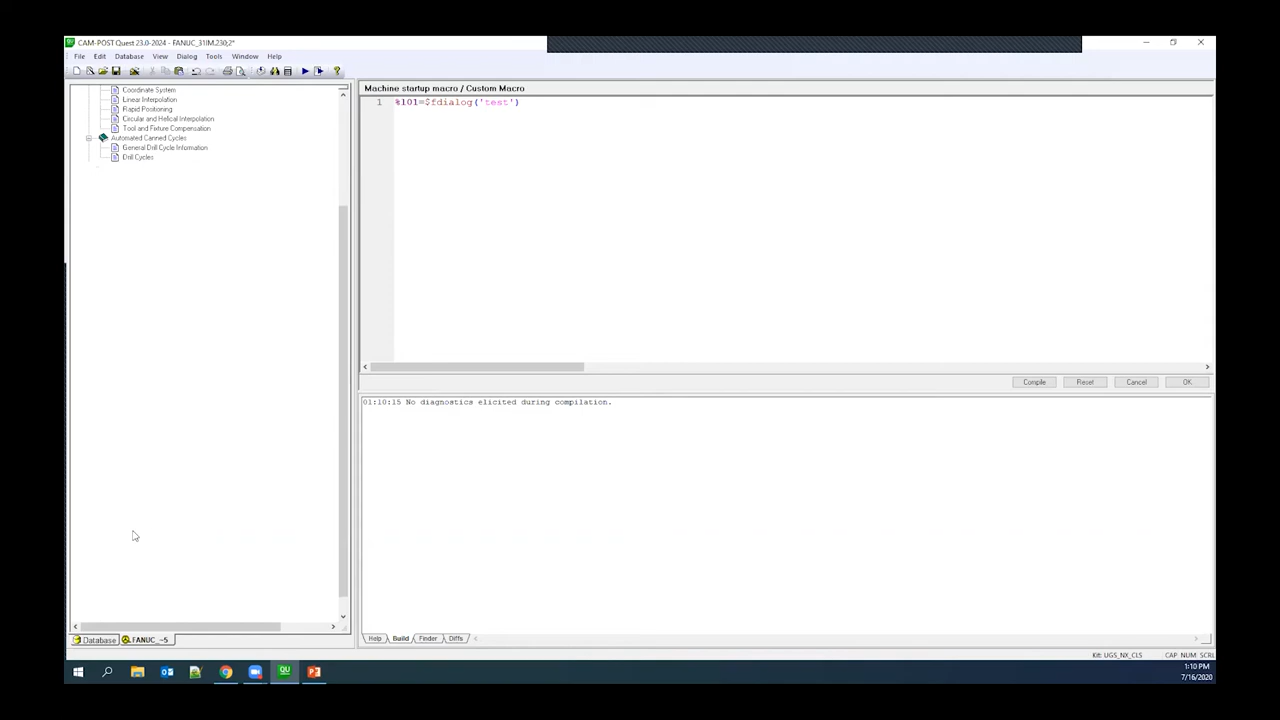 CAM-POST Quest 23.0-2024 - FANUC_31IM.230;2*
File Edit Database View Dialog Tools Window Help
Coordinate System
Linear Interpolation
Rapid Positioning
Circular and Helical Interpolation
Tool and Fixture Compensation
Automated Canned Cycles
General Drill Cycle Information
Drill Cycles
Database FANUC_~5
Machine startup macro / Custom Macro
1 %101=$fdialog('test')
Compile Reset Cancel OK
01:10:15 No diagnostics elicited during compilation.
Help Build Finder Diffs
Kit: UGS_NX_CLS CAP NUM SCRL
1:10 PM
7/16/2020